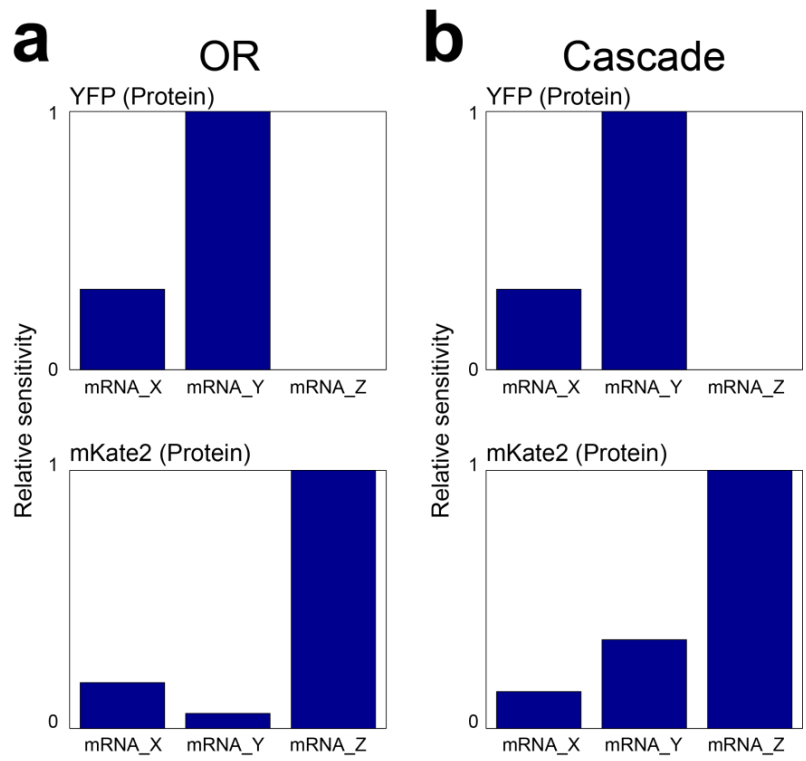 a
OR
YFP (Protein)
1
0
mRNA_X mRNA_Y mRNA_Z
mKate2 (Protein)
1
0
mRNA_X mRNA_Y mRNA_Z
Relative sensitivity
b
Cascade
YFP (Protein)
1
0
mRNA_X mRNA_Y mRNA_Z
mKate2 (Protein)
1
0
mRNA_X mRNA_Y mRNA_Z
Relative sensitivity